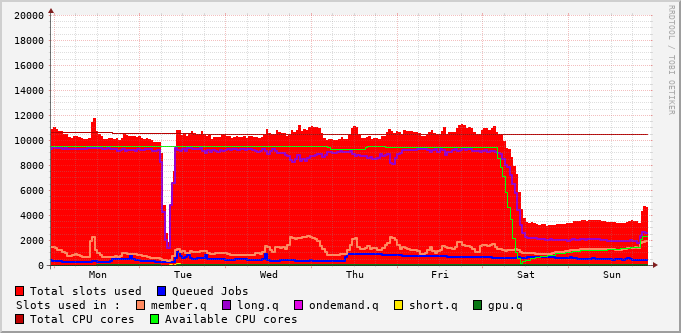 20000
18000
16000
14000
12000
10000
8000
6000
4000
2000
0
Mon Tue Wed Thu Fri Sat Sun
RRDTOOL / TOBI OETIKER
Total slots used Queued Jobs
Slots used in : member.q long.q ondemand.q short.q gpu.q
Total CPU cores Available CPU cores